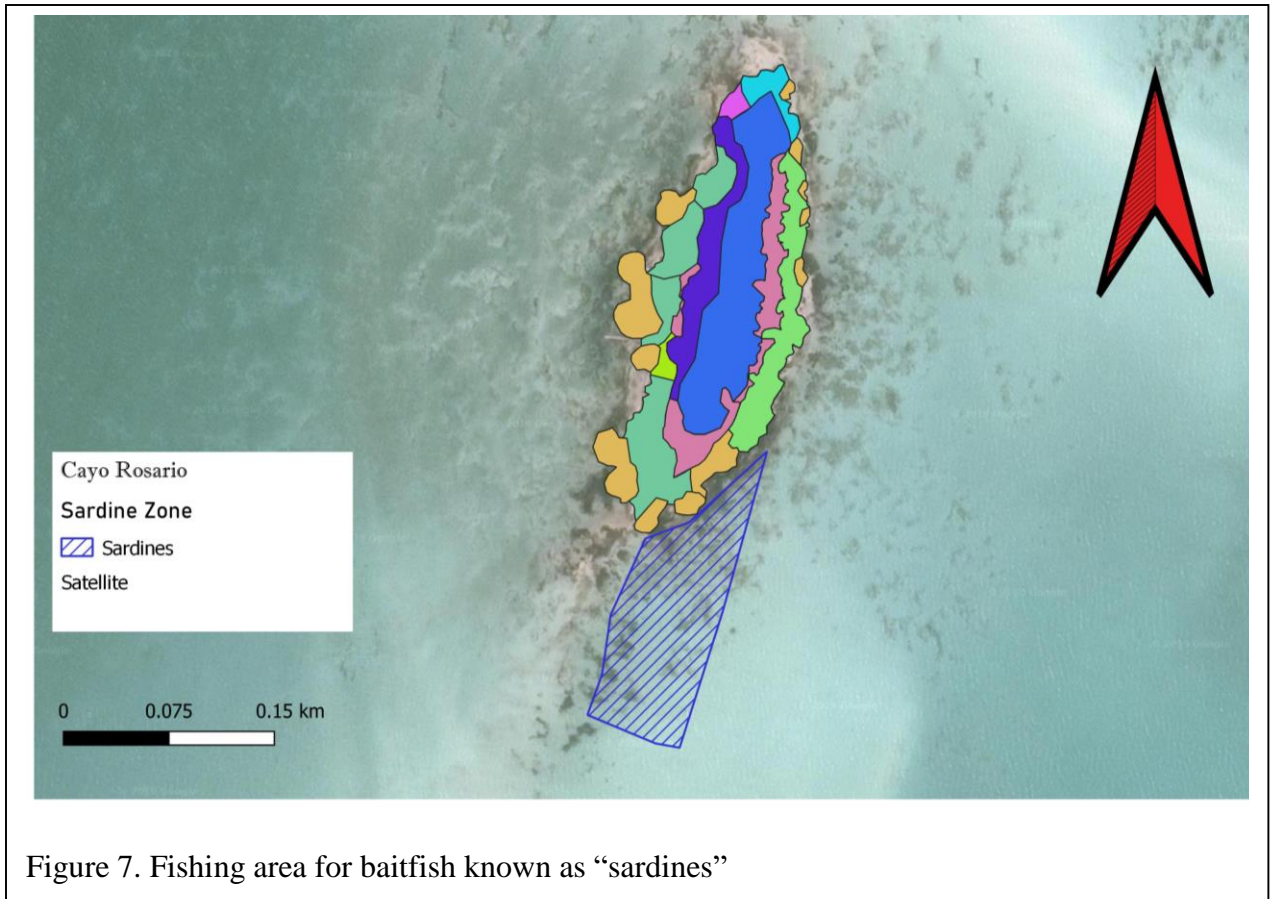 Cayo Rosario
Sardine Zone
Sardines
Satellite
0 0.075 0.15 km
Figure 7. Fishing area for baitfish known as “sardines”